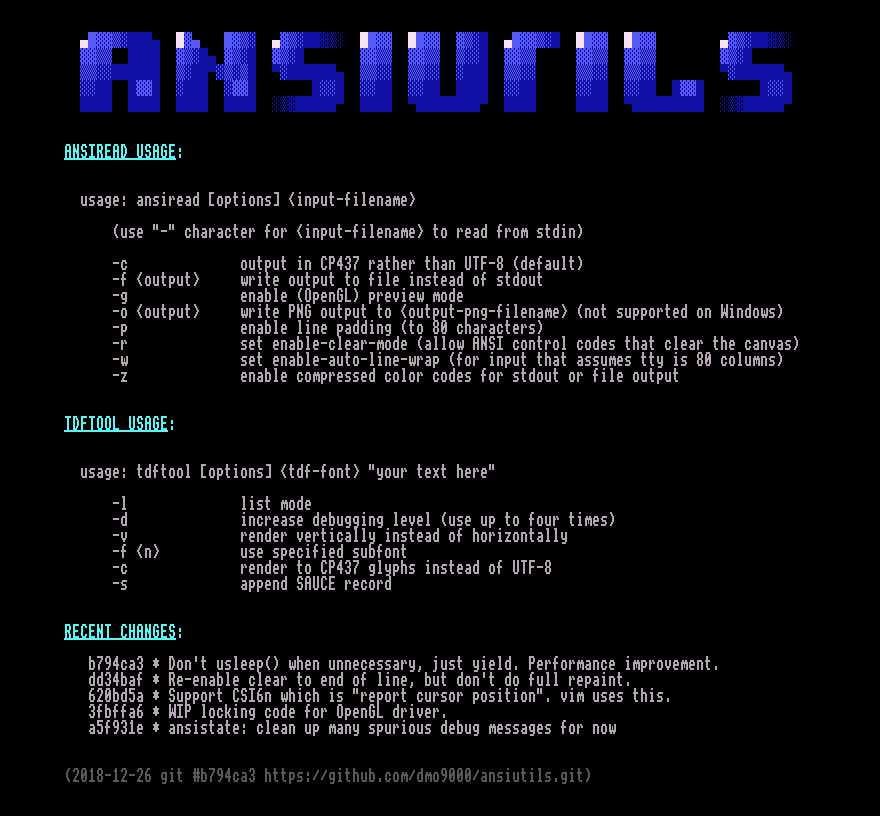 ANSIUTILS
ANSIREAD USAGE:
usage: ansiread [options] <input-filename>
(use "-" character for <input-filename> to read from stdin)
-c output in CP437 rather than UTF-8 (default)
-f <output> write output to file instead of stdout
-g enable (OpenGL) preview mode
-o <output> write PNG output to <output-png-filename> (not supported on Windows)
-p enable line padding (to 80 characters)
-r set enable-clear-mode (allow ANSI control codes that clear the canvas)
-w set enable-auto-line-wrap (for input that assumes tty is 80 columns)
-z enable compressed color codes for stdout or file output
TDFTOOL USAGE:
usage: tdftool [options] <tdf-font> "your text here"
-l list mode
-d increase debugging level (use up to four times)
-v render vertically instead of horizontally
-f <n> use specified subfont
-c render to CP437 glyphs instead of UTF-8
-s append SAUCE record
RECENT CHANGES:
b794ca3 * Don't usleep() when unnecessary, just yield. Performance improvement.
dd34baf * Re-enable clear to end of line, but don't do full repaint.
620bd5a * Support CSI6n which is "report cursor position". vim uses this.
3fbffa6 * WIP locking code for OpenGL driver.
a5f931e * ansistate: clean up many spurious debug messages for now
(2018-12-26 git #b794ca3 https://github.com/dmo9000/ansiutils.git)